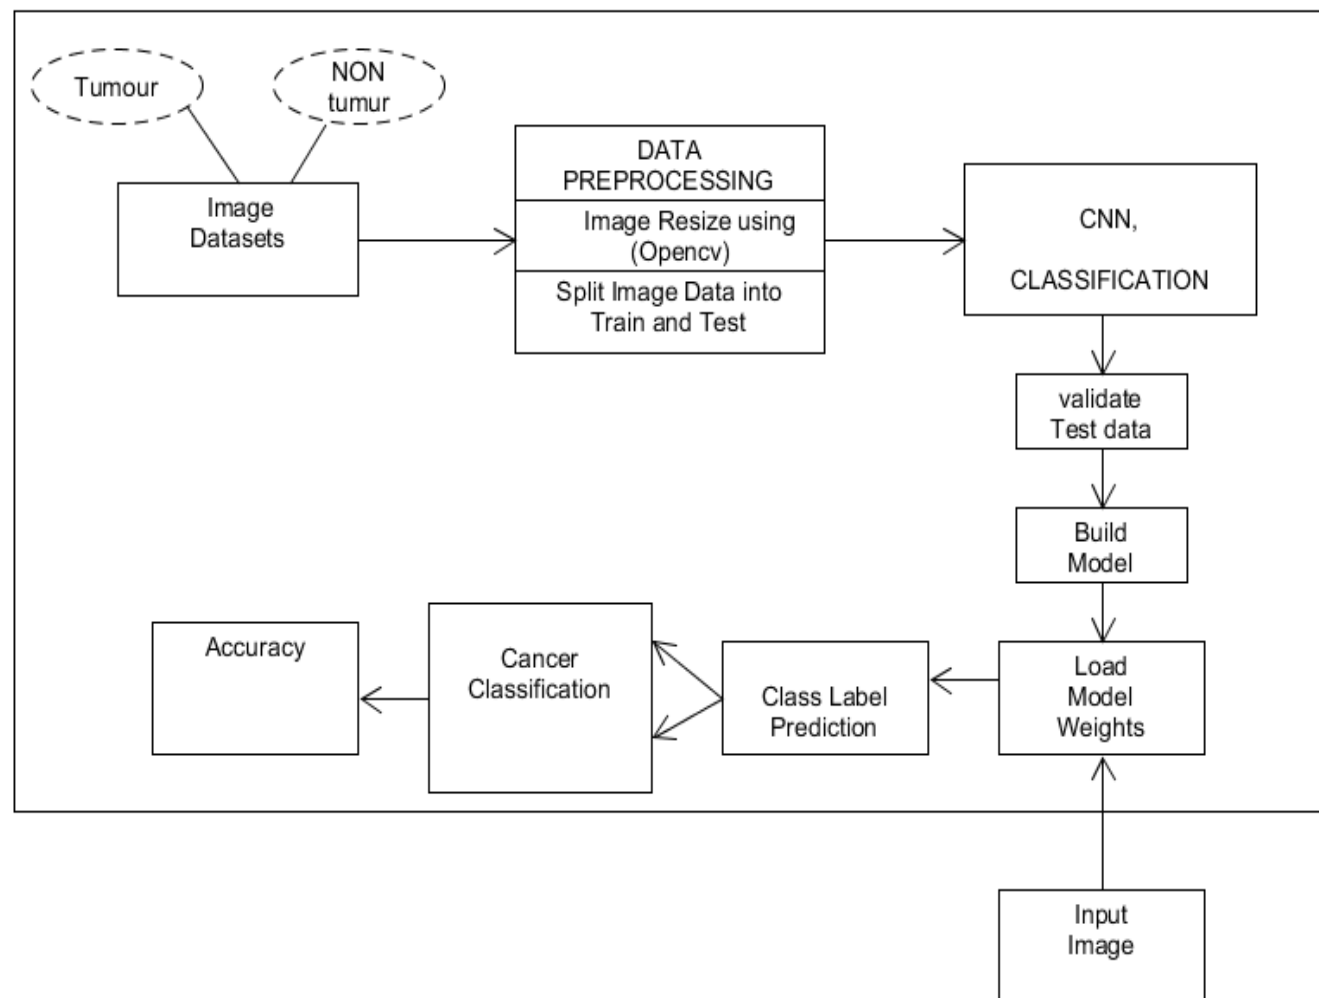 Tumour
NON
tumur
Image
Datasets
DATA
PREPROCESSING
Image Resize using
(Opencv)
Split Image Data into
Train and Test
CNN,
CLASSIFICATION
validate
Test data
Build
Model
Load
Model
Weights
Class Label
Prediction
Cancer
Classification
Accuracy
Input
Image